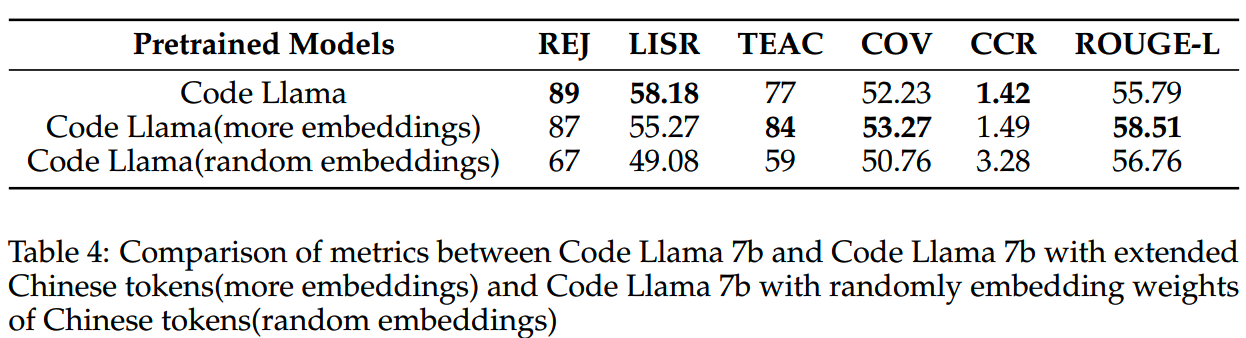 Pretrained Models REJ LISR TEAC COV CCR ROUGE-L
Code Llama 89 58.18 77 52.23 1.42 55.79
Code Llama(more embeddings) 87 55.27 84 53.27 1.49 58.51
Code Llama(random embeddings) 67 49.08 59 50.76 3.28 56.76
Table 4: Comparison of metrics between Code Llama 7b and Code Llama 7b with extended
Chinese tokens(more embeddings) and Code Llama 7b with randomly embedding weights
of Chinese tokens(random embeddings)